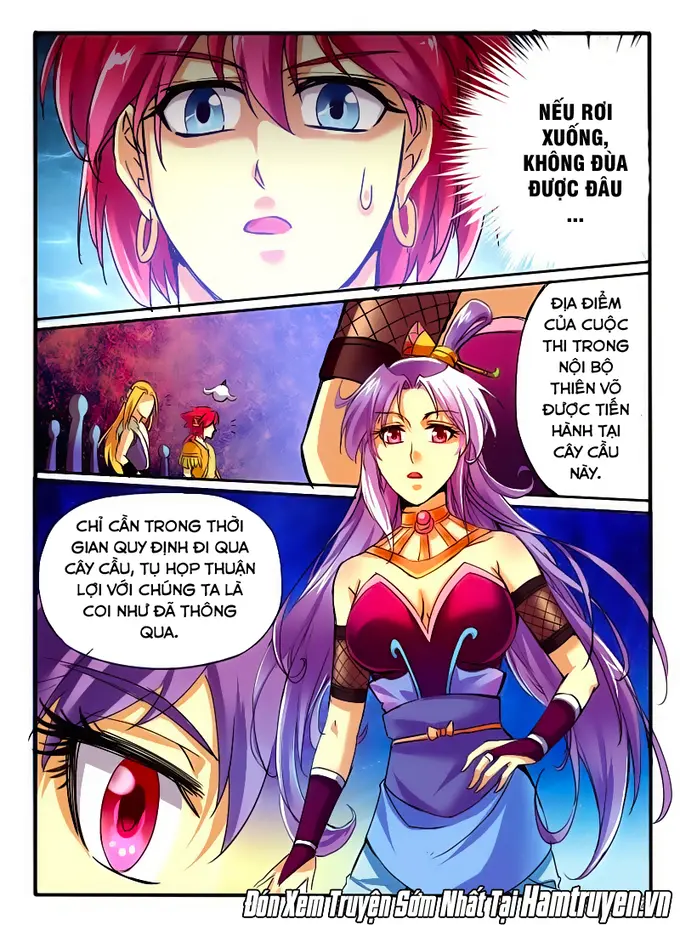 NẾU RƠI
XUỐNG,
KHÔNG ĐÙA
ĐƯỢC ĐÂU
...
ĐỊA ĐIỂM
CỦA CUỘC
THI TRONG
NỘI BỘ
THIÊN VÕ
ĐƯỢC TIẾN
HÀNH TẠI
CÂY CẦU
NÀY.
CHỈ CẦN TRONG THỜI
GIAN QUY ĐỊNH ĐI QUA
CÂY CẦU, TỤ HỌP THUẬN
LỢI VỚI CHÚNG TA LÀ
COI NHƯ ĐÃ THÔNG
QUA.
Đón Xem Truyện Sớm Nhất Tại Hamtruyen.vn